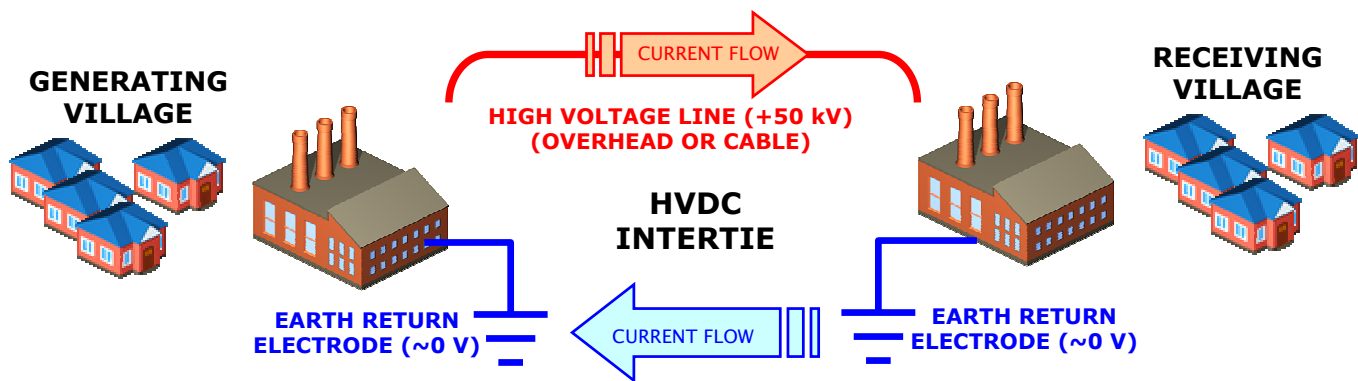 GENERATING
VILLAGE
CURRENT FLOW
HIGH VOLTAGE LINE (+50 kV)
(OVERHEAD OR CABLE)
RECEIVING
VILLAGE
HVDC
INTERTIE
EARTH RETURN
ELECTRODE (~0 V)
CURRENT FLOW
EARTH RETURN
ELECTRODE (~0 V)